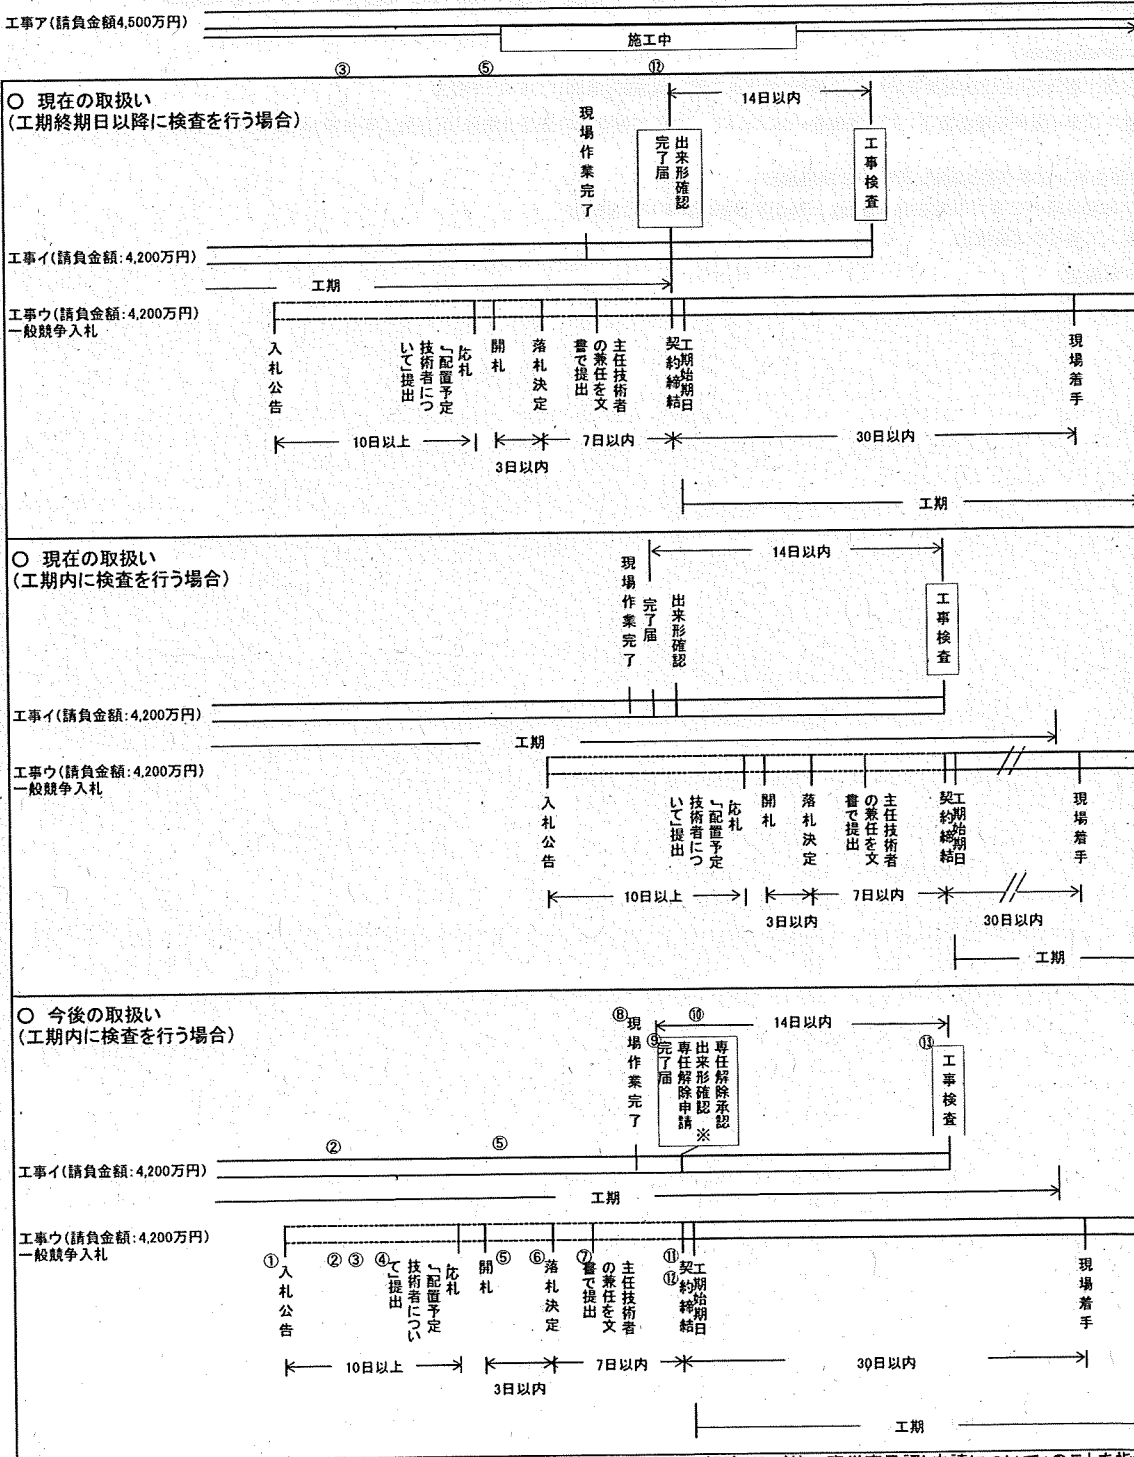 工事ア(請負金額4,500万円)
施工中
③ ⑤ ⑫
○ 現在の取扱い
(工期終期日以降に検査を行う場合)
14日以内
現場作業完了
出来形確認
完了届
工事検査
工事イ(請負金額:4,200万円)
工期
工事ウ(請負金額:4,200万円)
一般競争入札
入札公告
応札
「配置予定
技術者につ
いて」提出
開札
落札決定
主任技術者
の兼任を文
書で提出
契約締結
工期始期日
現場着手
10日以上
3日以内
7日以内
30日以内
工期
○ 現在の取扱い
(工期内に検査を行う場合)
14日以内
現場作業完了
完了届
出来形確認
工事検査
工事イ(請負金額:4,200万円)
工期
工事ウ(請負金額:4,200万円)
一般競争入札
入札公告
応札
「配置予定
技術者につ
いて」提出
開札
落札決定
主任技術者
の兼任を文
書で提出
契約締結
工期始期日
現場着手
10日以上
3日以内
7日以内
30日以内
工期
○ 今後の取扱い
(工期内に検査を行う場合)
⑧
現場作業完了
⑨
⑩
14日以内
専任解除承認
出来形確認 ※
専任解除申請
完了届
⑬
工事検査
② ⑤
工事イ(請負金額:4,200万円)
工期
工事ウ(請負金額:4,200万円)
一般競争入札
①
入札公告
② ③ ④
応札
「配置予定
技術者につい
て」提出
開札
⑤
⑥
落札決定
⑦
主任技術者
の兼任を文
書で提出
⑪
⑫
契約締結
工期始期日
現場着手
10日以上
3日以内
7日以内
30日以内
工期